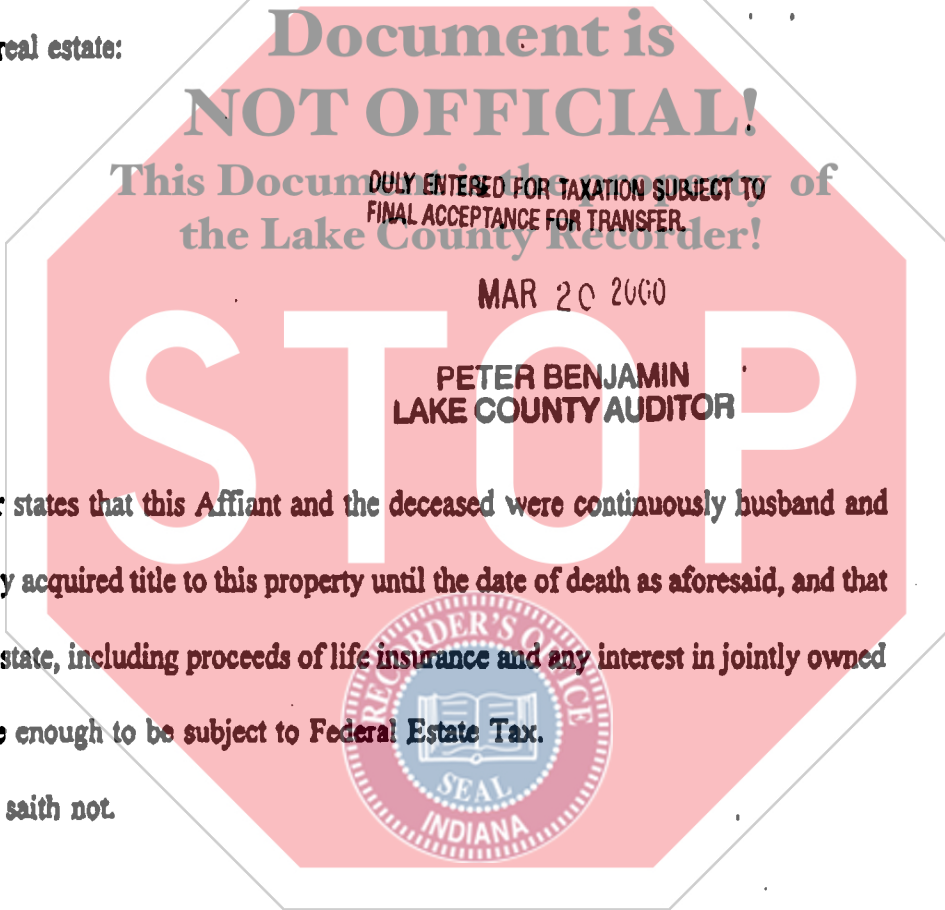 real estate:
Document is
NOT OFFICIAL!
This Document is the property of
the Lake County Recorder!
DULY ENTERED FOR TAXATION SUBJECT TO
FINAL ACCEPTANCE FOR TRANSFER.
MAR 20 2000
STOP
PETER BENJAMIN
LAKE COUNTY AUDITOR
states that this Affiant and the deceased were continuously husband and
y acquired title to this property until the date of death as aforesaid, and that
state, including proceeds of life insurance and any interest in jointly owned
e enough to be subject to Federal Estate Tax.
saith not.
RECORDER'S OFFICE
SEAL
INDIANA